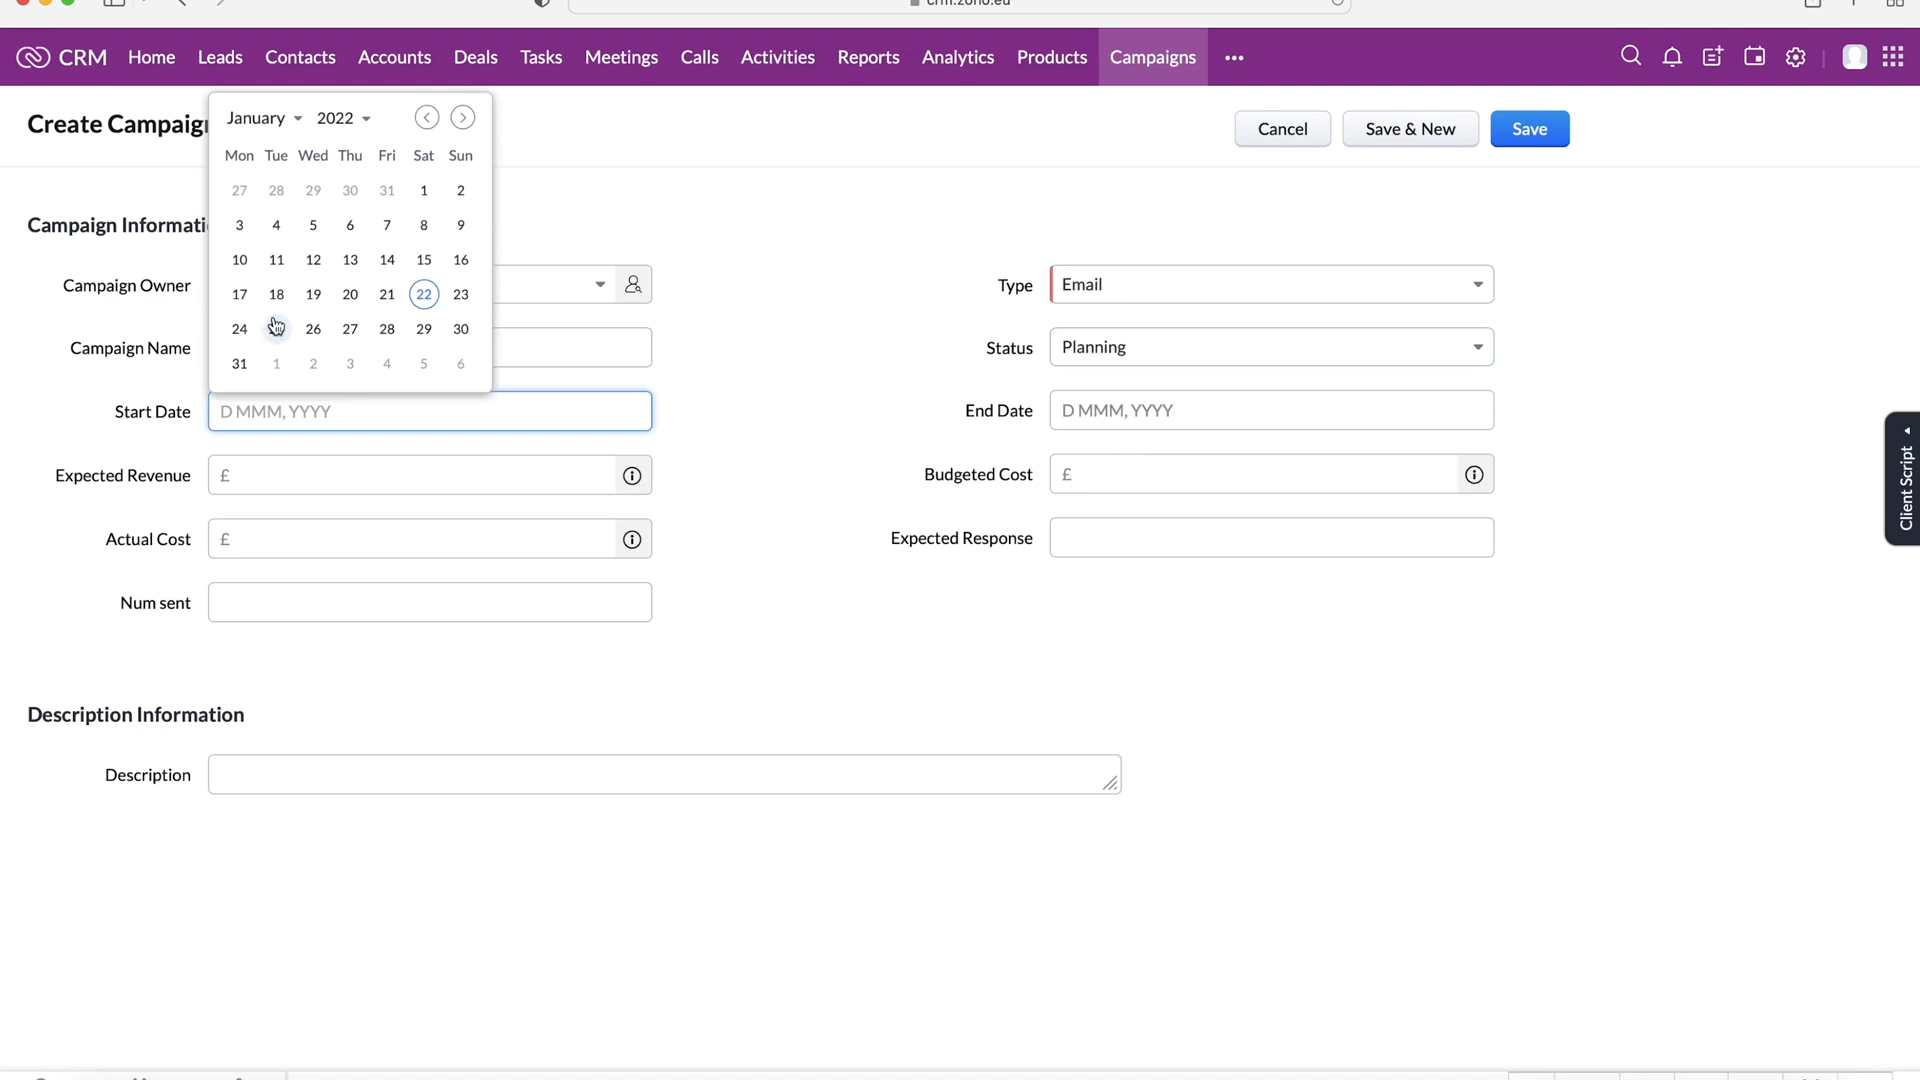 crm.zoho.eu
CRM Home Leads Contacts Accounts Deals Tasks Meetings Calls Activities Reports Analytics Products Campaigns
January 2022
Create Campaign
Cancel Save & New Save
Mon Tue Wed Thu Fri Sat Sun
27 28 29 30 31 1 2
3 4 5 6 7 8 9
Campaign Informati
10 11 12 13 14 15 16
Campaign Owner
Type Email
17 18 19 20 21 22 23
24 26 27 28 29 30
Campaign Name
Status Planning
31 1 2 3 4 5 6
Start Date D MMM, YYYY
End Date D MMM, YYYY
Expected Revenue £
Budgeted Cost £
Client Script
Actual Cost £
Expected Response
Num sent
Description Information
Description